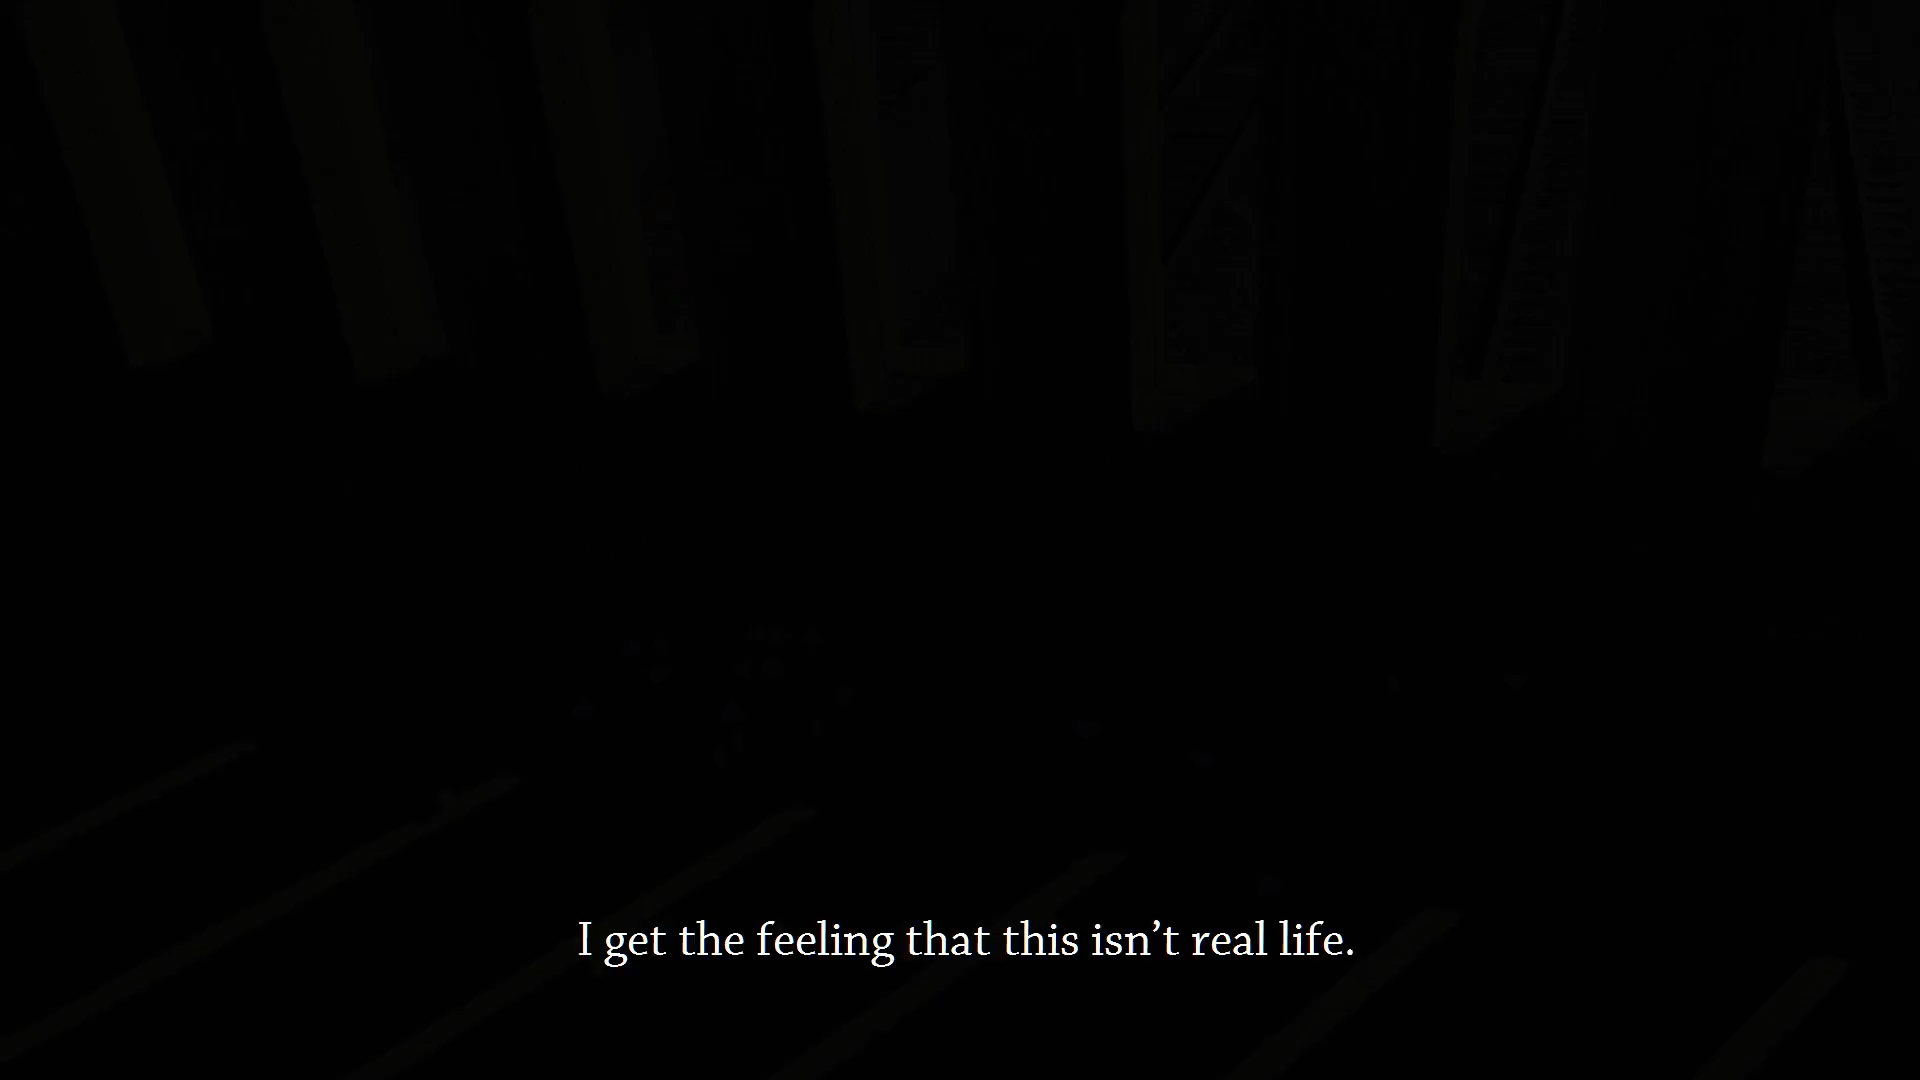 I get the feeling that this isn’t real life.